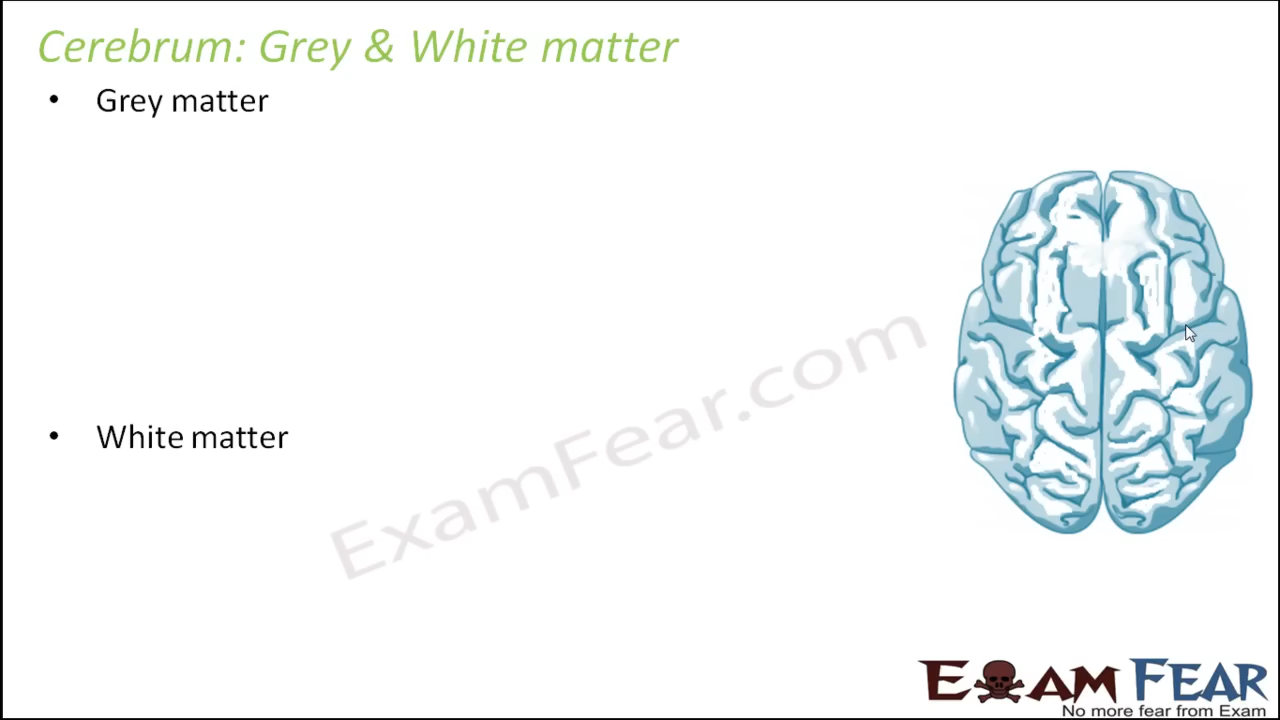 Cerebrum: Grey & White matter
• Grey matter
• White matter
ExamFear.com
EXAM FEAR
No more fear from Exam